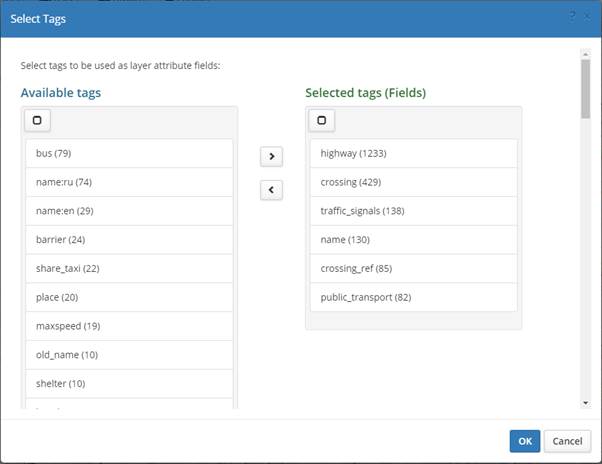 Select Tags
Select tags to be used as layer attribute fields:
Available tags
bus (79)
name:ru (74)
name:en (29)
barrier (24)
share_taxi (22)
place (20)
maxspeed (19)
old_name (10)
shelter (10)
Selected tags (Fields)
highway (1233)
crossing (429)
traffic_signals (138)
name (130)
crossing_ref (85)
public_transport (82)
OK
Cancel